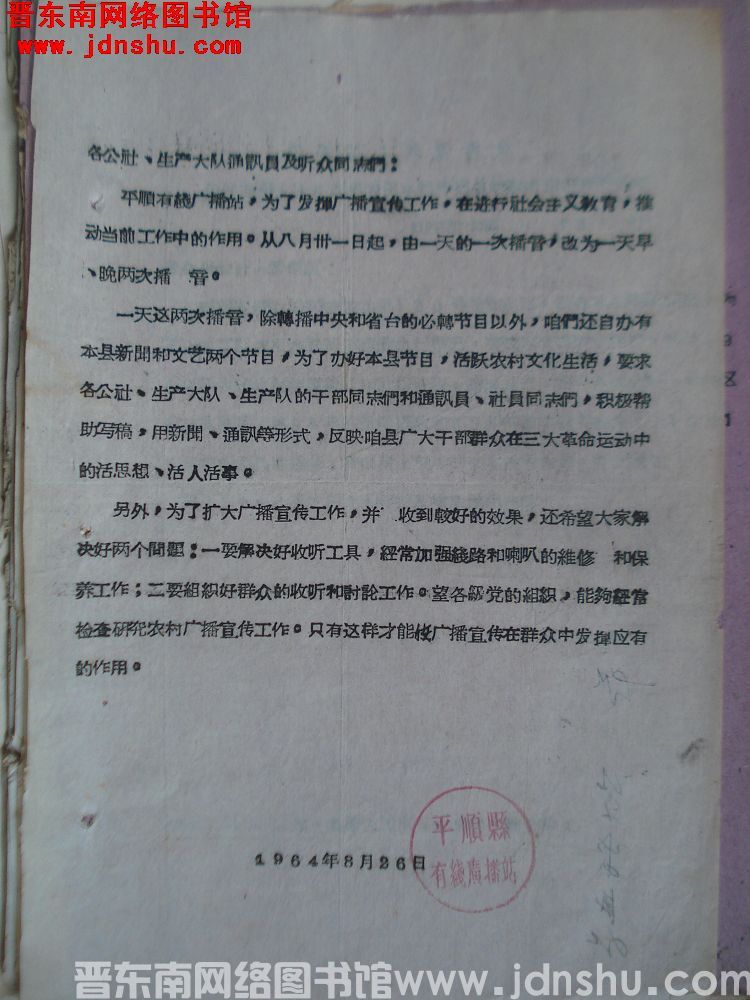 晋东南网络图书馆
www.jdnshu.com
各公社、生产大队通訊員及听众同志們：
平順有綫广播站，为了发揮广播宣传工作，在进行社会主义教育，推
动当前工作中的作用。从八月卅一日起，由一天的一次播音，改为一天早
、晚两次播 音。
一天这两次播音，除轉播中央和省台的必轉节目以外，咱們还自办有
本县新聞和文艺两个节目，为了办好本县节目，活跃农村文化生活，要求
各公社、生产大队、生产队的干部同志們和通訊員、社員同志們，积极帮
助写稿，用新聞、通訊等形式，反映咱县广大干部群众在三大革命运动中
的活思想、活人活事。
另外，为了扩大广播宣传工作，并 收到較好的效果，还希望大家解
决好两个問題：一要解决好收听工具，經常加强綫路和喇叭的維修 和保
养工作；二要組織好群众的收听和討論工作。望各級党的組織，能夠經常
检查研究农村广播宣传工作。只有这样才能使广播宣传在群众中发揮应有
的作用。
平順縣
有綫廣播站
1964年8月26日
晋东南网络图书馆www.jdnshu.com